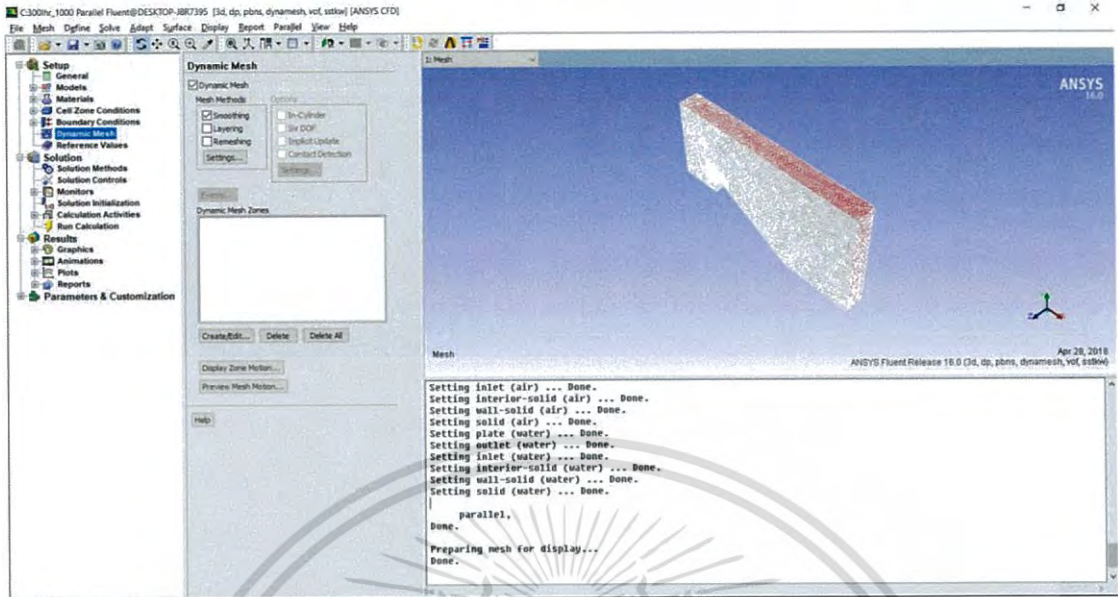 C:300lhr_1000 Parallel Fluent@DESKTOP-J8R7395 [3d, dp, pbns, dynamesh, vof, sstkw] [ANSYS CFD]
File Mesh Define Solve Adapt Surface Display Report Parallel View Help
Setup
General
Models
Materials
Cell Zone Conditions
Boundary Conditions
Dynamic Mesh
Reference Values
Solution
Solution Methods
Solution Controls
Monitors
Solution Initialization
Calculation Activities
Run Calculation
Results
Graphics
Animations
Plots
Reports
Parameters & Customization
Dynamic Mesh
Dynamic Mesh
Mesh Methods
Smoothing
Layering
Remeshing
Settings...
Options
In-Cylinder
Six DOF
Implicit Update
Contact Detection
Settings...
Events...
Dynamic Mesh Zones
Create/Edit... Delete Delete All
Display Zone Motion...
Preview Mesh Motion...
Help
1: Mesh
ANSYS
16.0
Mesh
Apr 28, 2018
ANSYS Fluent Release 16.0 (3d, dp, pbns, dynamesh, vof, sstkw)
Setting inlet (air) ... Done.
Setting interior-solid (air) ... Done.
Setting wall-solid (air) ... Done.
Setting solid (air) ... Done.
Setting plate (water) ... Done.
Setting outlet (water) ... Done.
Setting inlet (water) ... Done.
Setting interior-solid (water) ... Done.
Setting wall-solid (water) ... Done.
Setting solid (water) ... Done.
parallel,
Done.
Preparing mesh for display...
Done.